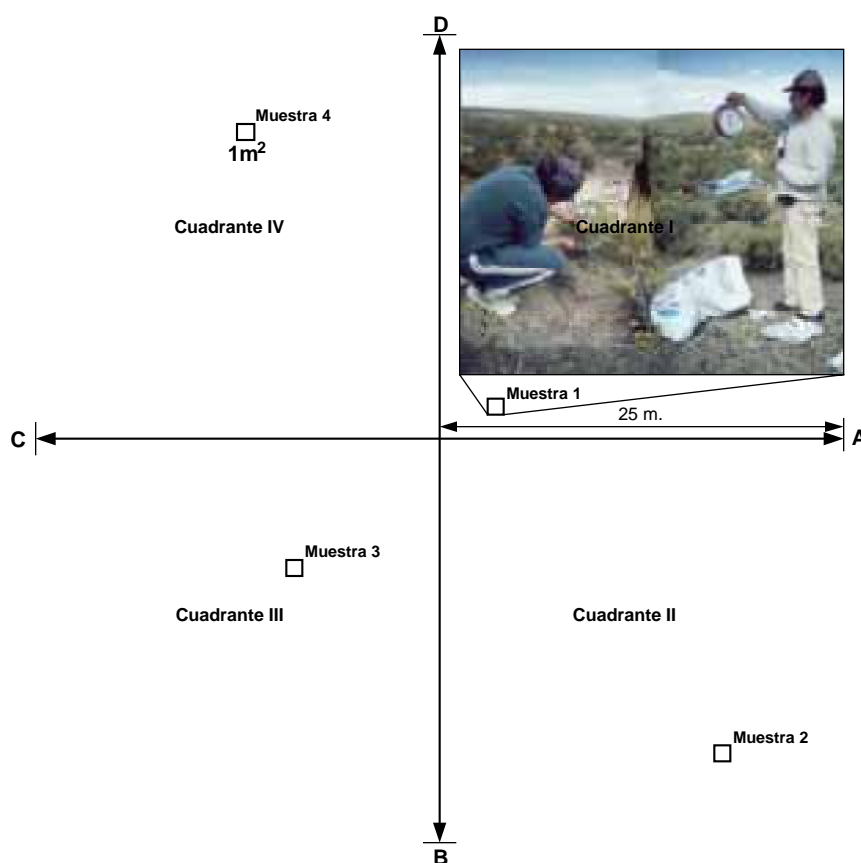 D
Muestra 4
1m²
Cuadrante IV
Cuadrante I
Muestra 1
25 m.
C
A
Muestra 3
Cuadrante III
Cuadrante II
Muestra 2
B